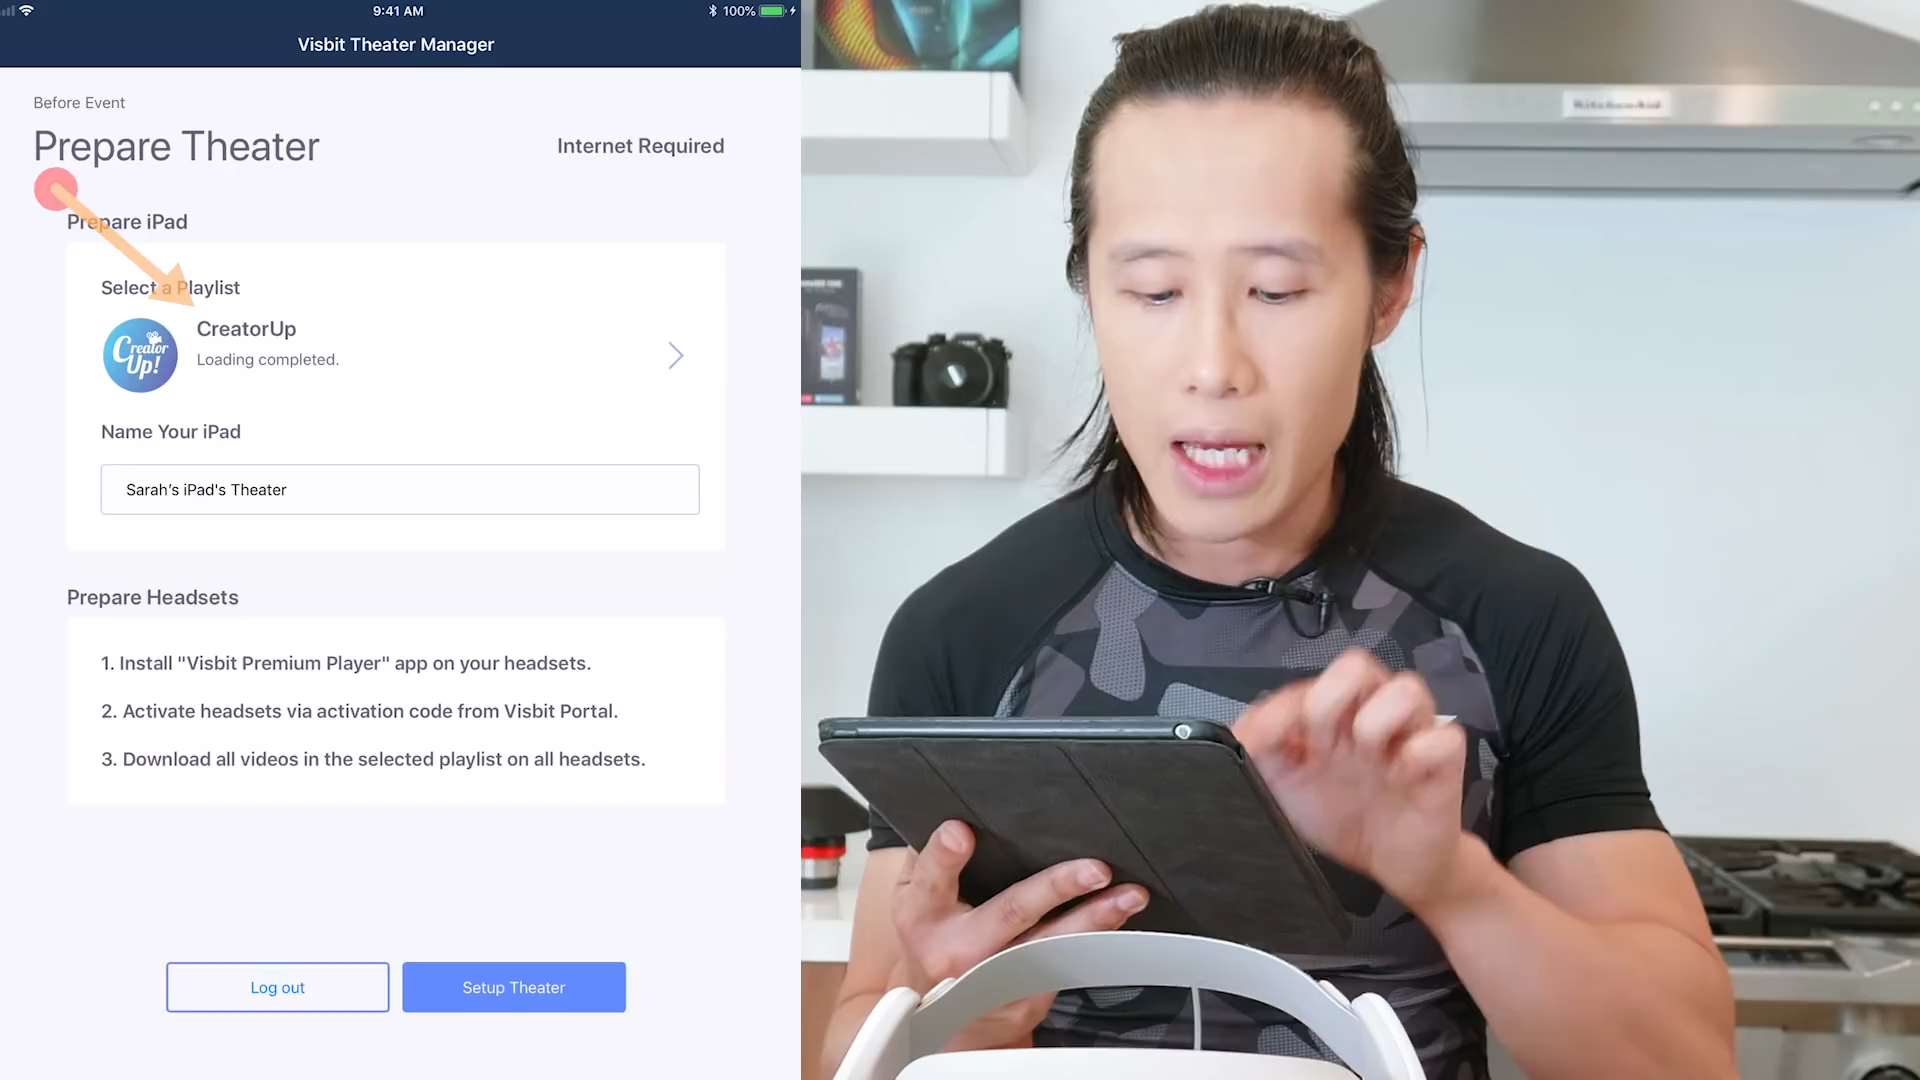 9:41 AM
100%
Visbit Theater Manager
Before Event
Prepare Theater
Internet Required
Prepare iPad
Select a Playlist
Creator Up!
CreatorUp
Loading completed.
Name Your iPad
Sarah’s iPad's Theater
Prepare Headsets
1. Install "Visbit Premium Player" app on your headsets.
2. Activate headsets via activation code from Visbit Portal.
3. Download all videos in the selected playlist on all headsets.
Log out
Setup Theater
KitchenAid